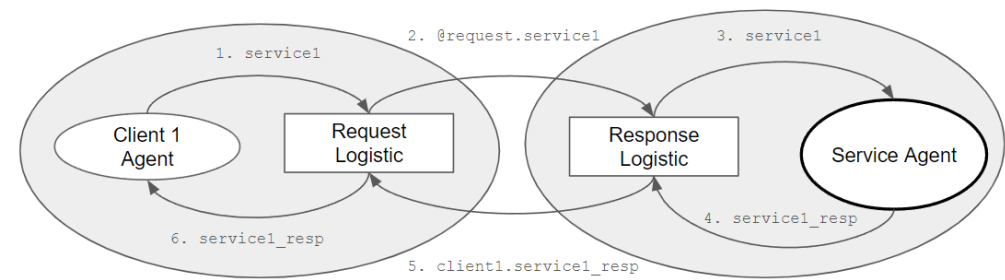 1. service1
2. @request.service1
3. service1
Client 1
Agent
Request
Logistic
Response
Logistic
Service Agent
4. service1_resp
6. service1_resp
5. client1.service1_resp